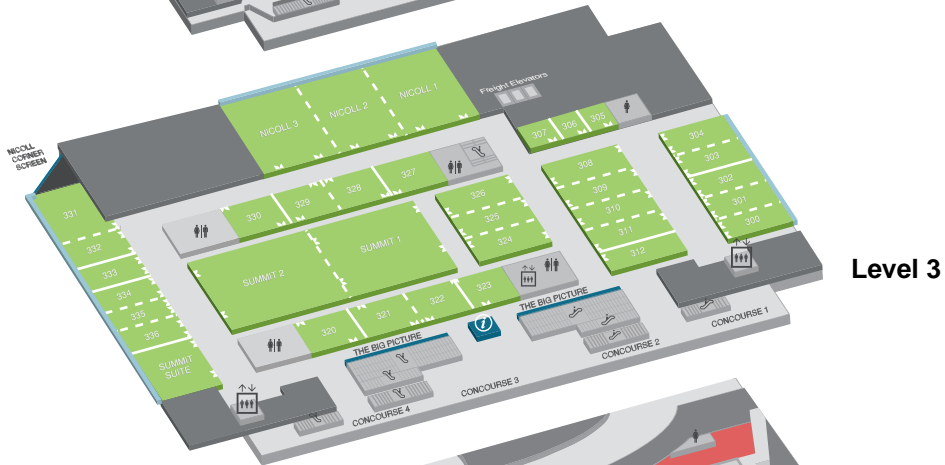 NICOLL 1
NICOLL 2
NICOLL 3
Freight Elevators
NICOLL
CORNER
SCREEN
307
306
305
304
303
302
301
300
308
309
310
311
312
331
332
333
334
335
336
SUMMIT
SUITE
330
329
328
327
326
325
324
SUMMIT 1
SUMMIT 2
320
321
322
323
Level 3
THE BIG PICTURE
THE BIG PICTURE
i
CONCOURSE 1
CONCOURSE 2
CONCOURSE 3
CONCOURSE 4